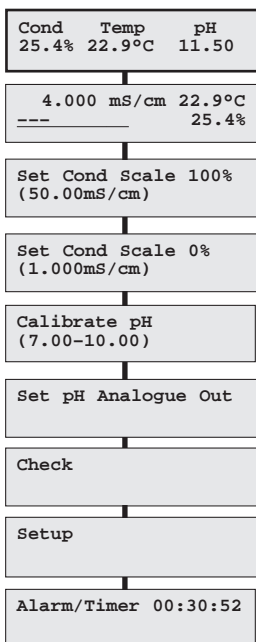 Cond Temp pH
25.4% 22.9°C 11.50
4.000 mS/cm 22.9°C
--- 25.4%
Set Cond Scale 100%
(50.00mS/cm)
Set Cond Scale 0%
(1.000mS/cm)
Calibrate pH
(7.00-10.00)
Set pH Analogue Out
Check
Setup
Alarm/Timer 00:30:52